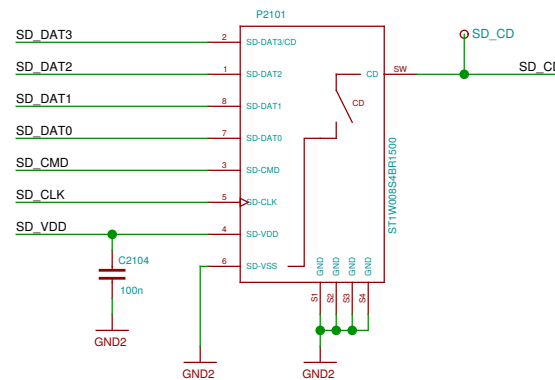 P2101
SD_DAT3 2 SD-DAT3/CD
SD_CD
SD_DAT2 1 SD-DAT2 CD SW
SD_CD
SD_DAT1 8 SD-DAT1 CD
SD_DAT0 7 SD-DAT0
SD_CMD 3 SD-CMD
SD_CLK 5 SD-CLK
SD_VDD 4 SD-VDD
6 SD-VSS
ST1W008S4BR1500
GND GND GND GND
S1 S2 S3 S4
C2104
100n
GND2
GND2
GND2